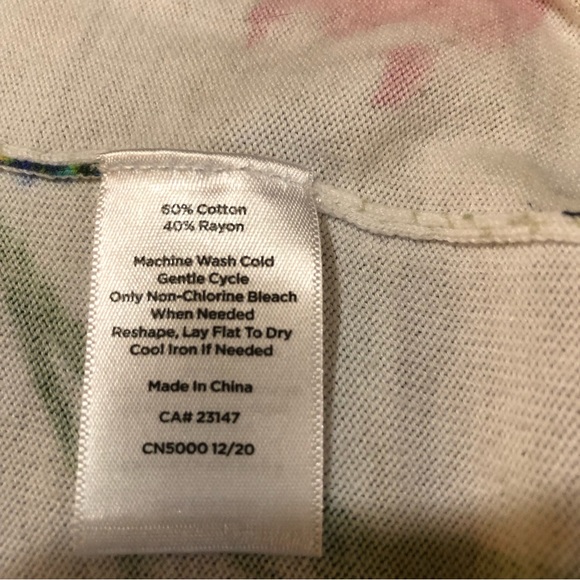 60% Cotton
40% Rayon
Machine Wash Cold
Gentle Cycle
Only Non-Chlorine Bleach
When Needed
Reshape, Lay Flat To Dry
Cool Iron If Needed
Made In China
CA# 23147
CN5000 12/20